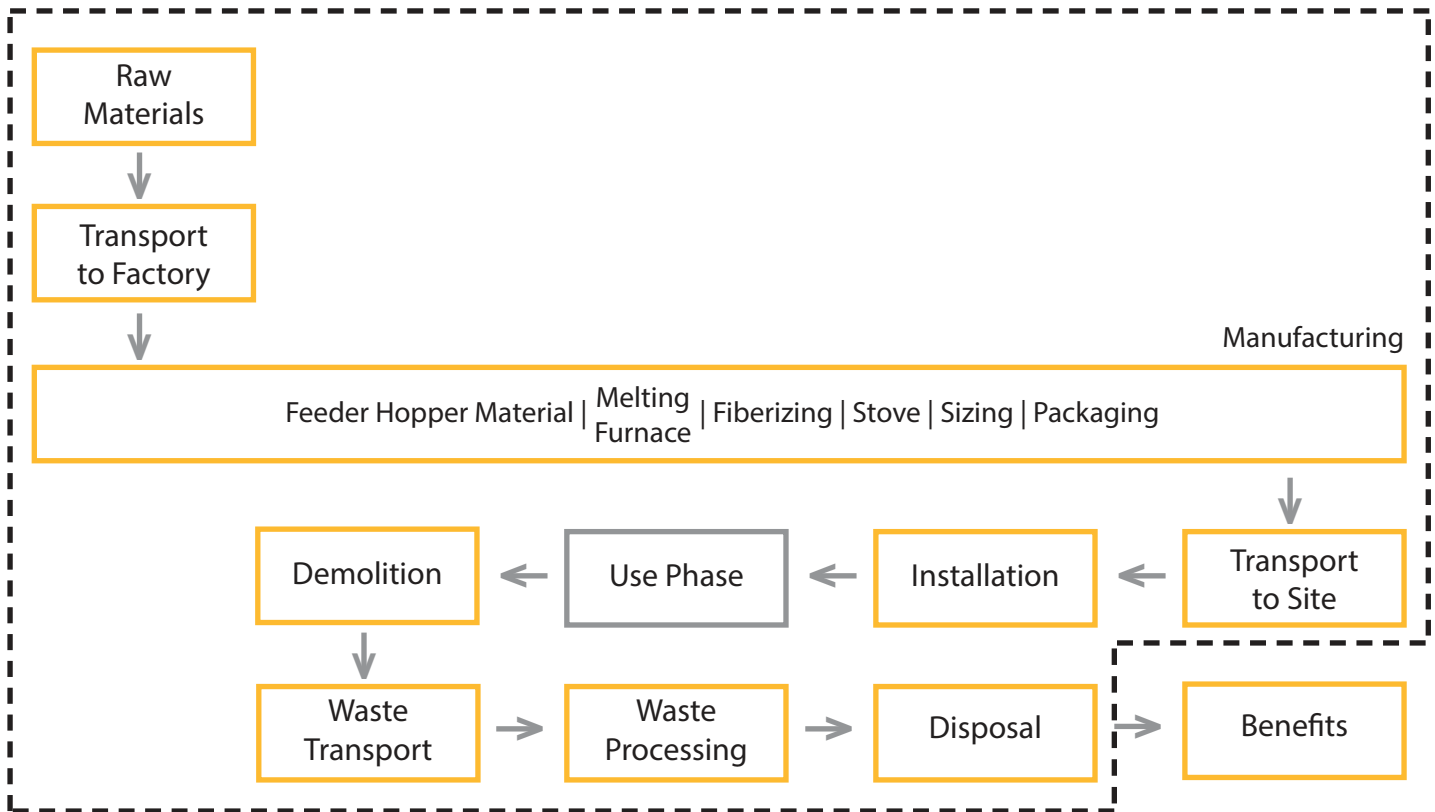 Raw
Materials
Transport
to Factory
Manufacturing
Feeder Hopper Material | Melting Furnace | Fiberizing | Stove | Sizing | Packaging
Demolition
Use Phase
Installation
Transport
to Site
Waste
Transport
Waste
Processing
Disposal
Benefits